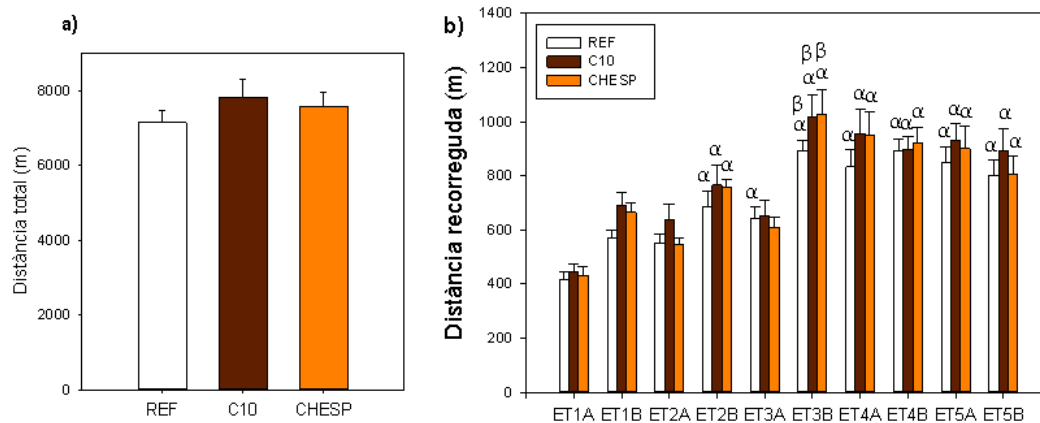 a)
Distància total (m)
8000
6000
4000
2000
0
REF C10 CHESP
b)
Distància recorreguda (m)
1400
1200
1000
800
600
400
200
0
REF
C10
CHESP
β β
β α α
α
α α
α
α α α
α α
α
α
α α
α
α α
α
α
ET1A ET1B ET2A ET2B ET3A ET3B ET4A ET4B ET5A ET5B